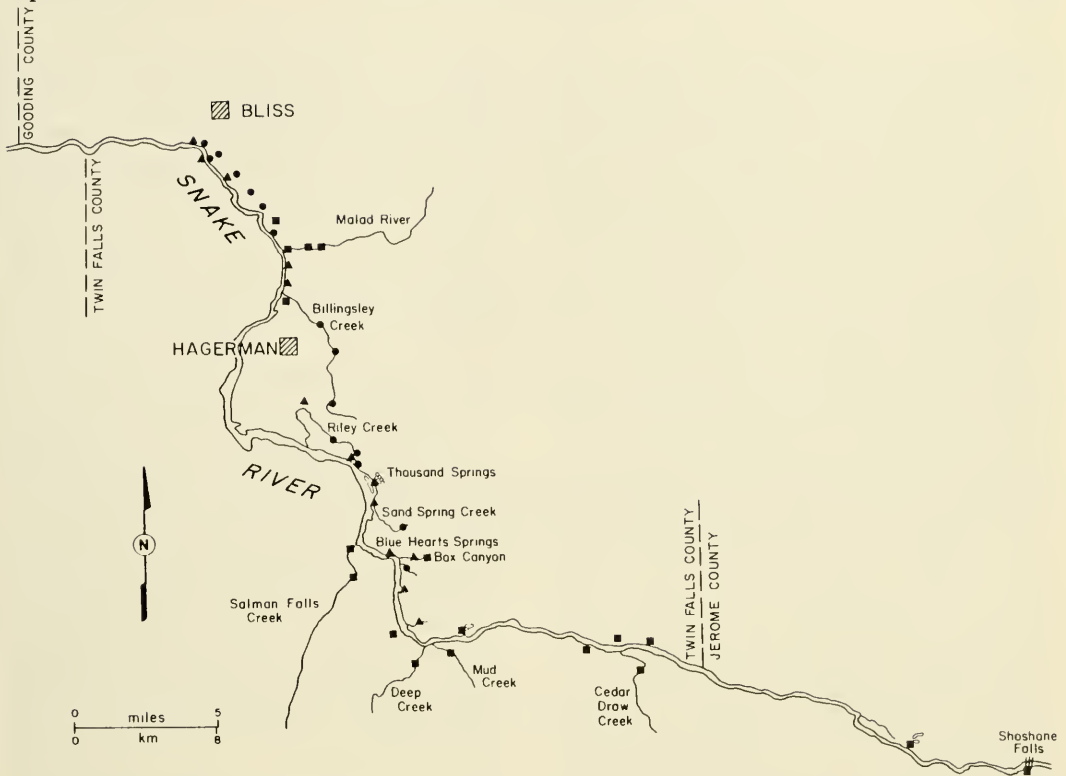 GOODING COUNTY
BLISS
TWIN FALLS COUNTY
SNAKE
Malad River
Billingsley
Creek
HAGERMAN
Riley Creek
RIVER
Thousand Springs
Sand Spring Creek
N
Blue Hearts Springs
Box Canyon
TWIN FALLS COUNTY
JEROME COUNTY
Salman Falls
Creek
Mud
Creek
Deep
Creek
Cedar
Draw
Creek
0 miles 5
0 km 8
Shoshone
Falls